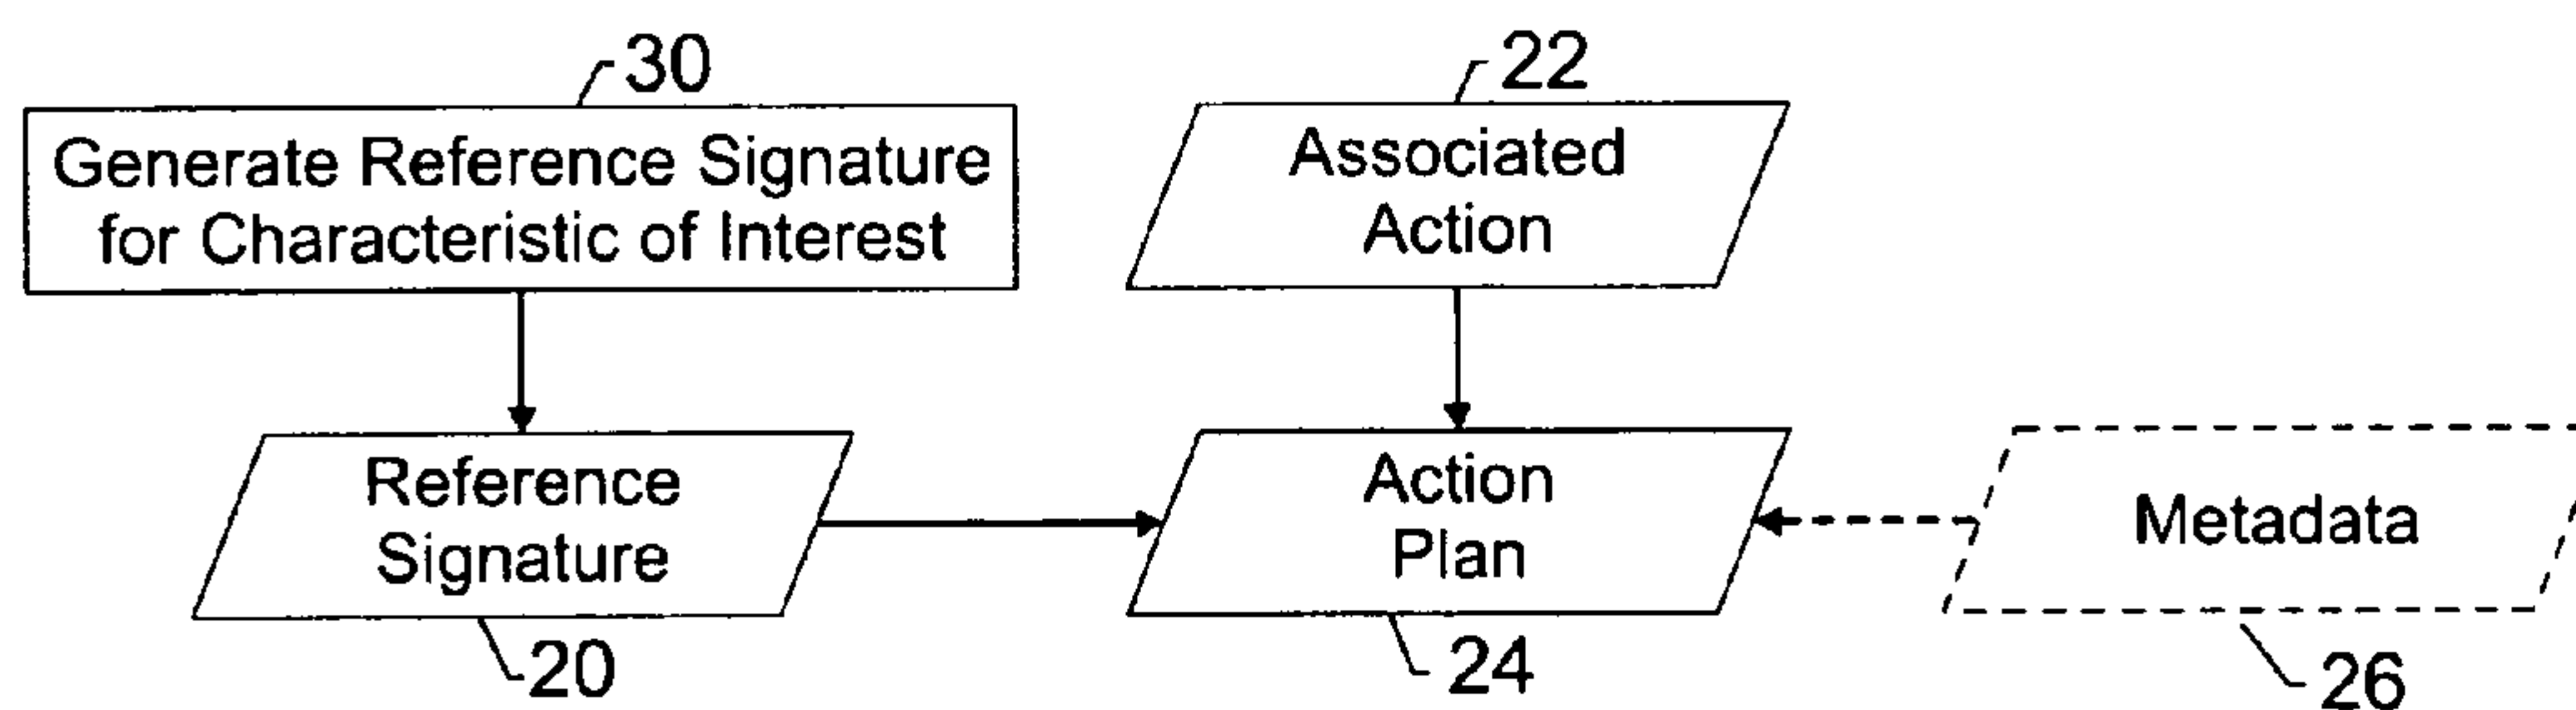 30
Generate Reference Signature
for Characteristic of Interest
22
Associated
Action
Reference
Signature
20
Action
Plan
24
Metadata
26